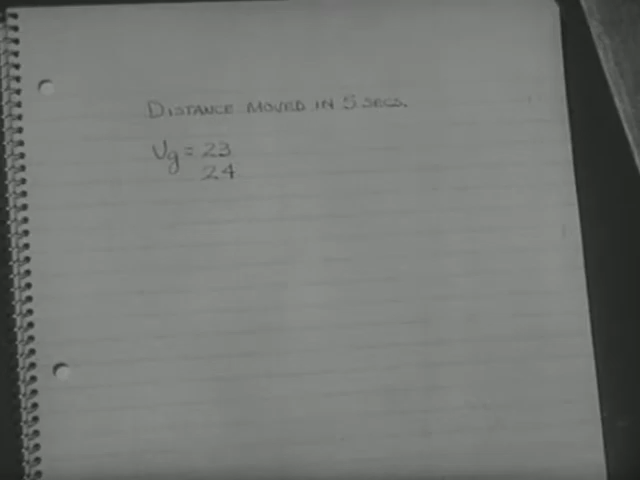 DISTANCE MOVED IN 5 SECS.
Vg = 23
24